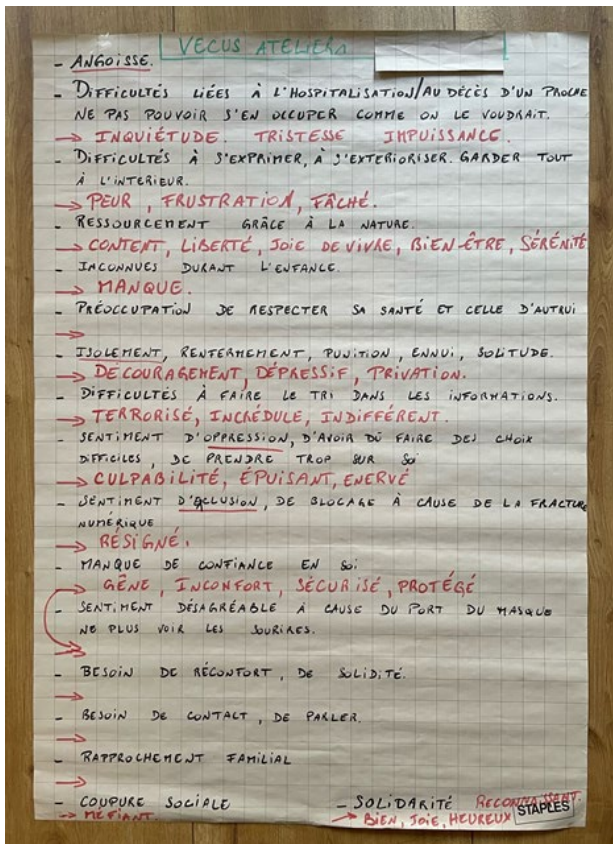 VECUS ATELIER
- ANGOISSE.
- DIFFICULTÉS LIÉES À L'HOSPITALISATION/AU DÉCÈS D'UN PROCHE
NE PAS POUVOIR S'EN OCCUPER COMME ON LE VOUDRAIT.
→ INQUIÉTUDE. TRISTESSE IMPUISSANCE.
- DIFFICULTÉS À S'EXPRIMER, À S'EXTERIORISER. GARDER TOUT
À L'INTERIEUR.
→ PEUR, FRUSTRATION, FÂCHÉ.
- RESSOURCEMENT GRÂCE À LA NATURE.
→ CONTENT, LIBERTÉ, JOIE DE VIVRE, BIEN-ÊTRE, SÉRÉNITÉ
- INCONNUES DURANT L'ENFANCE.
→ MANQUE.
- PRÉOCCUPATION DE RESPECTER SA SANTÉ ET CELLE D'AUTRUI
→
- ISOLEMENT, RENFERMEMENT, PUNITION, ENNUI, SOLITUDE.
→ DÉCOURAGEMENT, DÉPRESSIF, PRIVATION.
- DIFFICULTÉS À FAIRE LE TRI DANS LES INFORMATIONS.
→ TERRORISÉ, INCRÉDULE, INDIFFÉRENT.
- SENTIMENT D'OPPRESSION, D'AVOIR DÛ FAIRE DES CHOIX
DIFFICILES, DE PRENDRE TROP SUR SOI
→ CULPABILITÉ, ÉPUISANT, ENERVÉ
- SENTIMENT D'EXCLUSION, DE BLOCAGE À CAUSE DE LA FRACTURE
NUMÉRIQUE
→ RÉSIGNÉ.
- MANQUE DE CONFIANCE EN SOI
→ GÊNE, INCONFORT, SÉCURISÉ, PROTÉGÉ
- SENTIMENT DÉSAGRÉABLE À CAUSE DU PORT DU MASQUE
NE PLUS VOIR LES SOURIRES.
→
- BESOIN DE RÉCONFORT, DE SOLIDITÉ.
→
- BESOIN DE CONTACT, DE PARLER.
→
- RAPPROCHEMENT FAMILIAL
→
- COUPURE SOCIALE
→ MÉFIANT.
- SOLIDARITÉ RECONNAISSANT.
→ BIEN, JOIE, HEUREUX
STAPLES